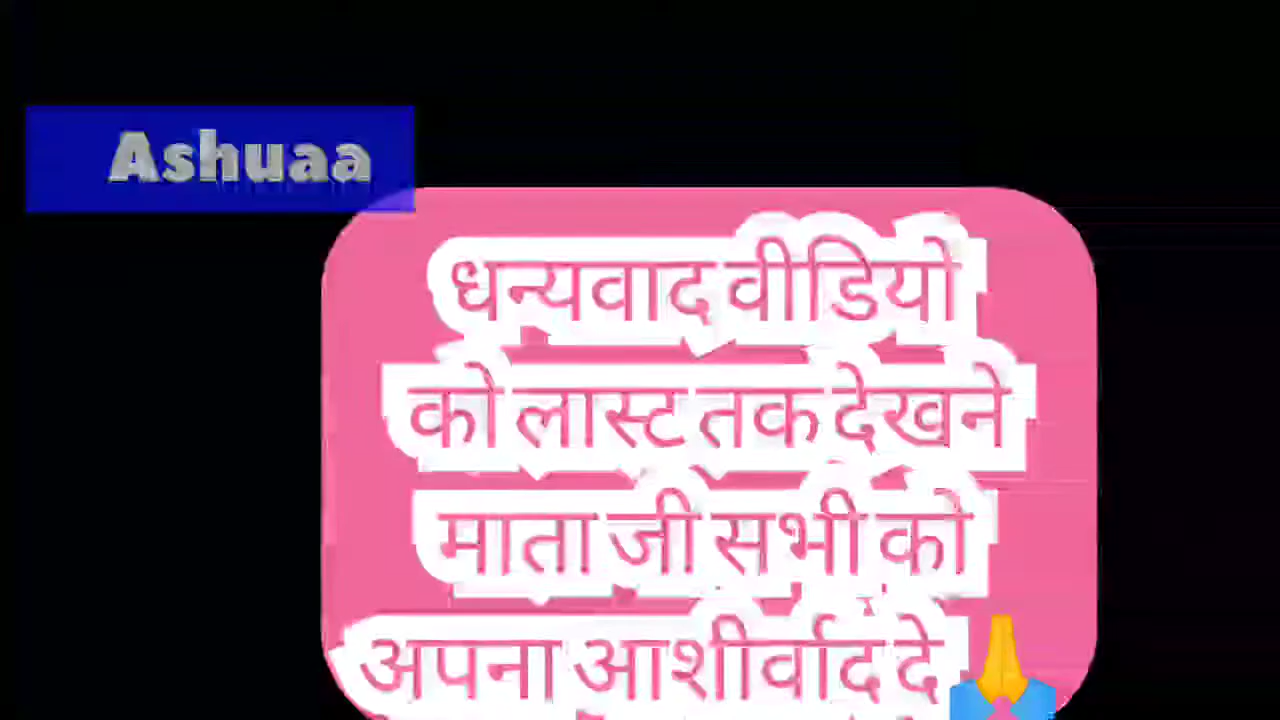 Ashuaa
धन्यवाद वीडियो
को लास्ट तक देखने
माता जी सभी को
अपना आशीर्वाद दे 🙏